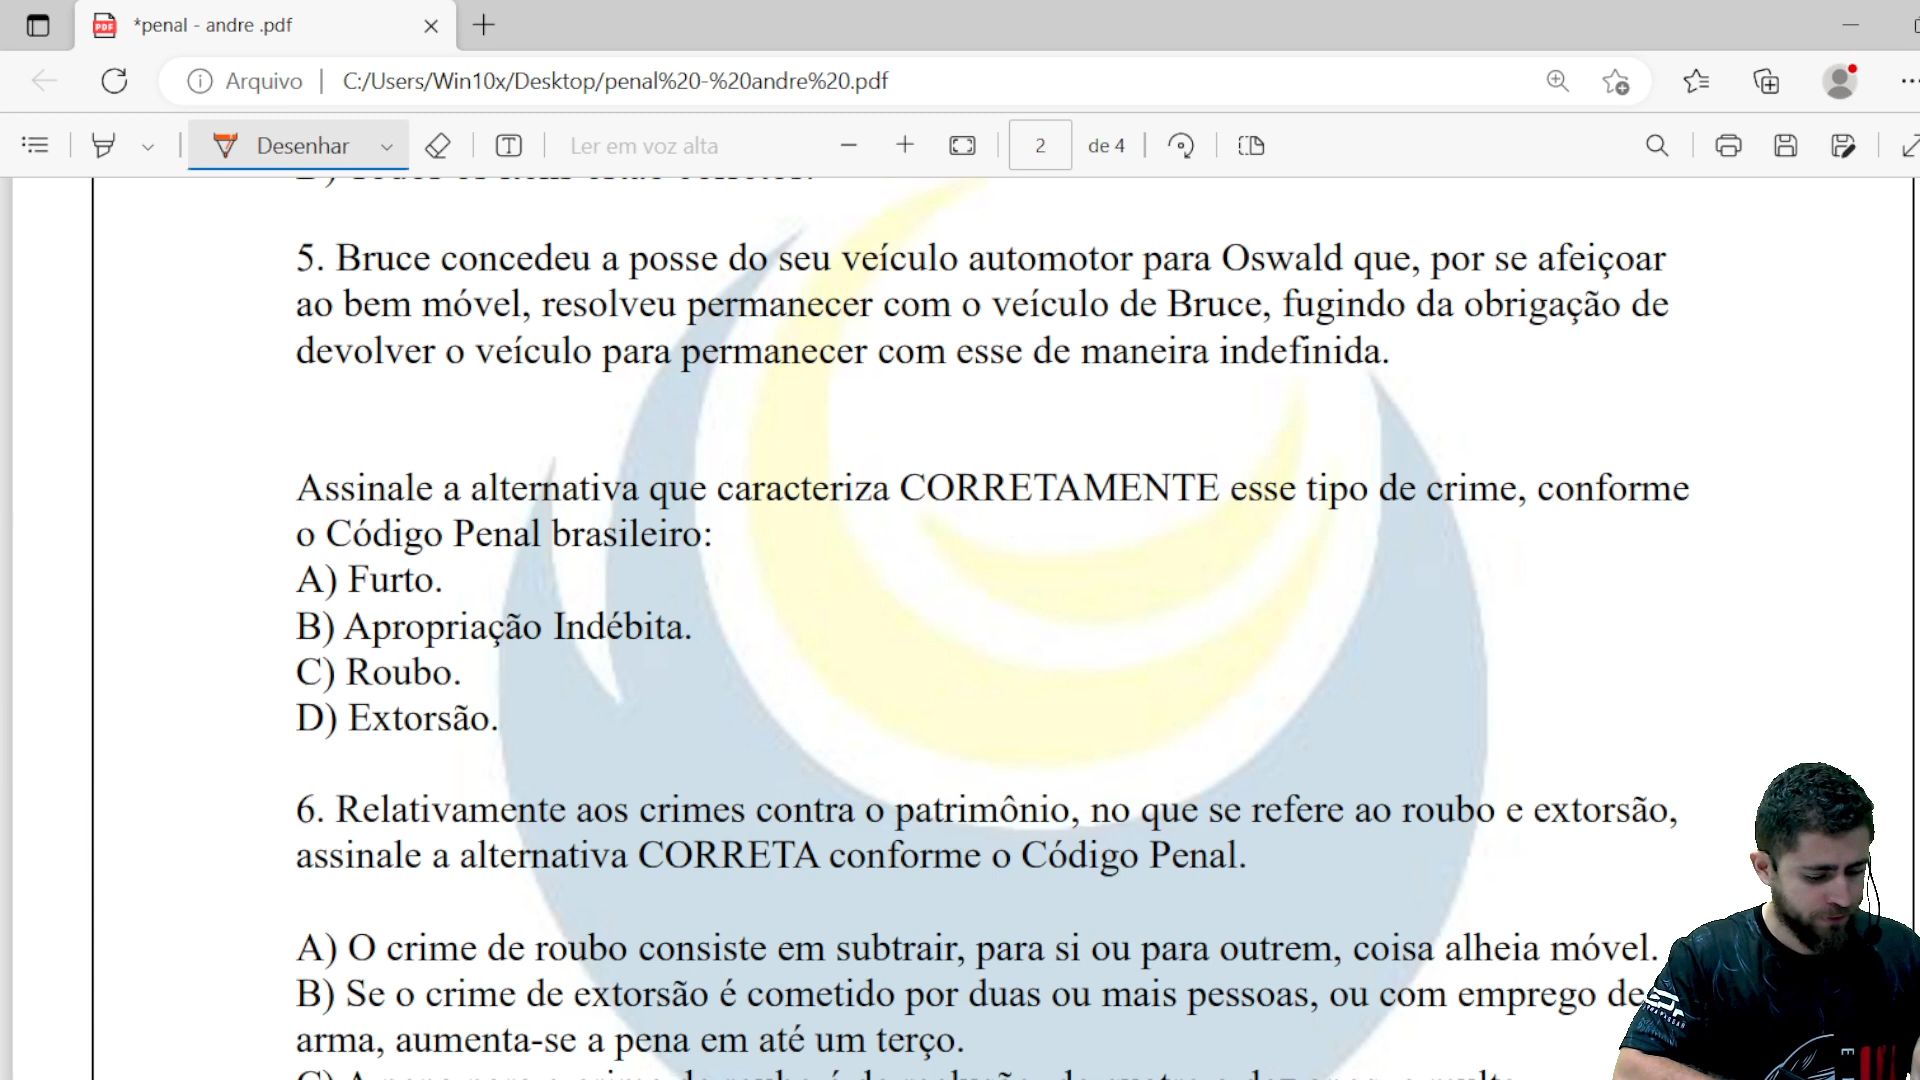 *penal - andre .pdf
Arquivo
C:/Users/Win10x/Desktop/penal%20-%20andre%20.pdf
Desenhar
Ler em voz alta
2
de 4
5. Bruce concedeu a posse do seu veículo automotor para Oswald que, por se afeiçoar
ao bem móvel, resolveu permanecer com o veículo de Bruce, fugindo da obrigação de
devolver o veículo para permanecer com esse de maneira indefinida.
Assinale a alternativa que caracteriza CORRETAMENTE esse tipo de crime, conforme
o Código Penal brasileiro:
A) Furto.
B) Apropriação Indébita.
C) Roubo.
D) Extorsão.
6. Relativamente aos crimes contra o patrimônio, no que se refere ao roubo e extorsão,
assinale a alternativa CORRETA conforme o Código Penal.
A) O crime de roubo consiste em subtrair, para si ou para outrem, coisa alheia móvel.
B) Se o crime de extorsão é cometido por duas ou mais pessoas, ou com emprego de
arma, aumenta-se a pena em até um terço.